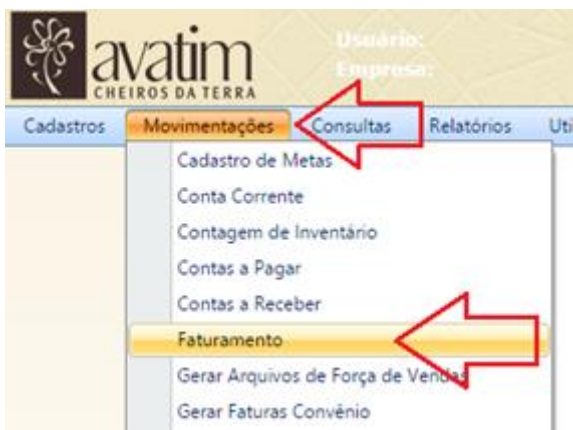 avatim
CHEIROS DA TERRA
Usuário:
Empresa:
Cadastros Movimentações Consultas Relatórios Uti
Cadastro de Metas
Conta Corrente
Contagem de Inventário
Contas a Pagar
Contas a Receber
Faturamento
Gerar Arquivos de Força de Vendas
Gerar Faturas Convênio